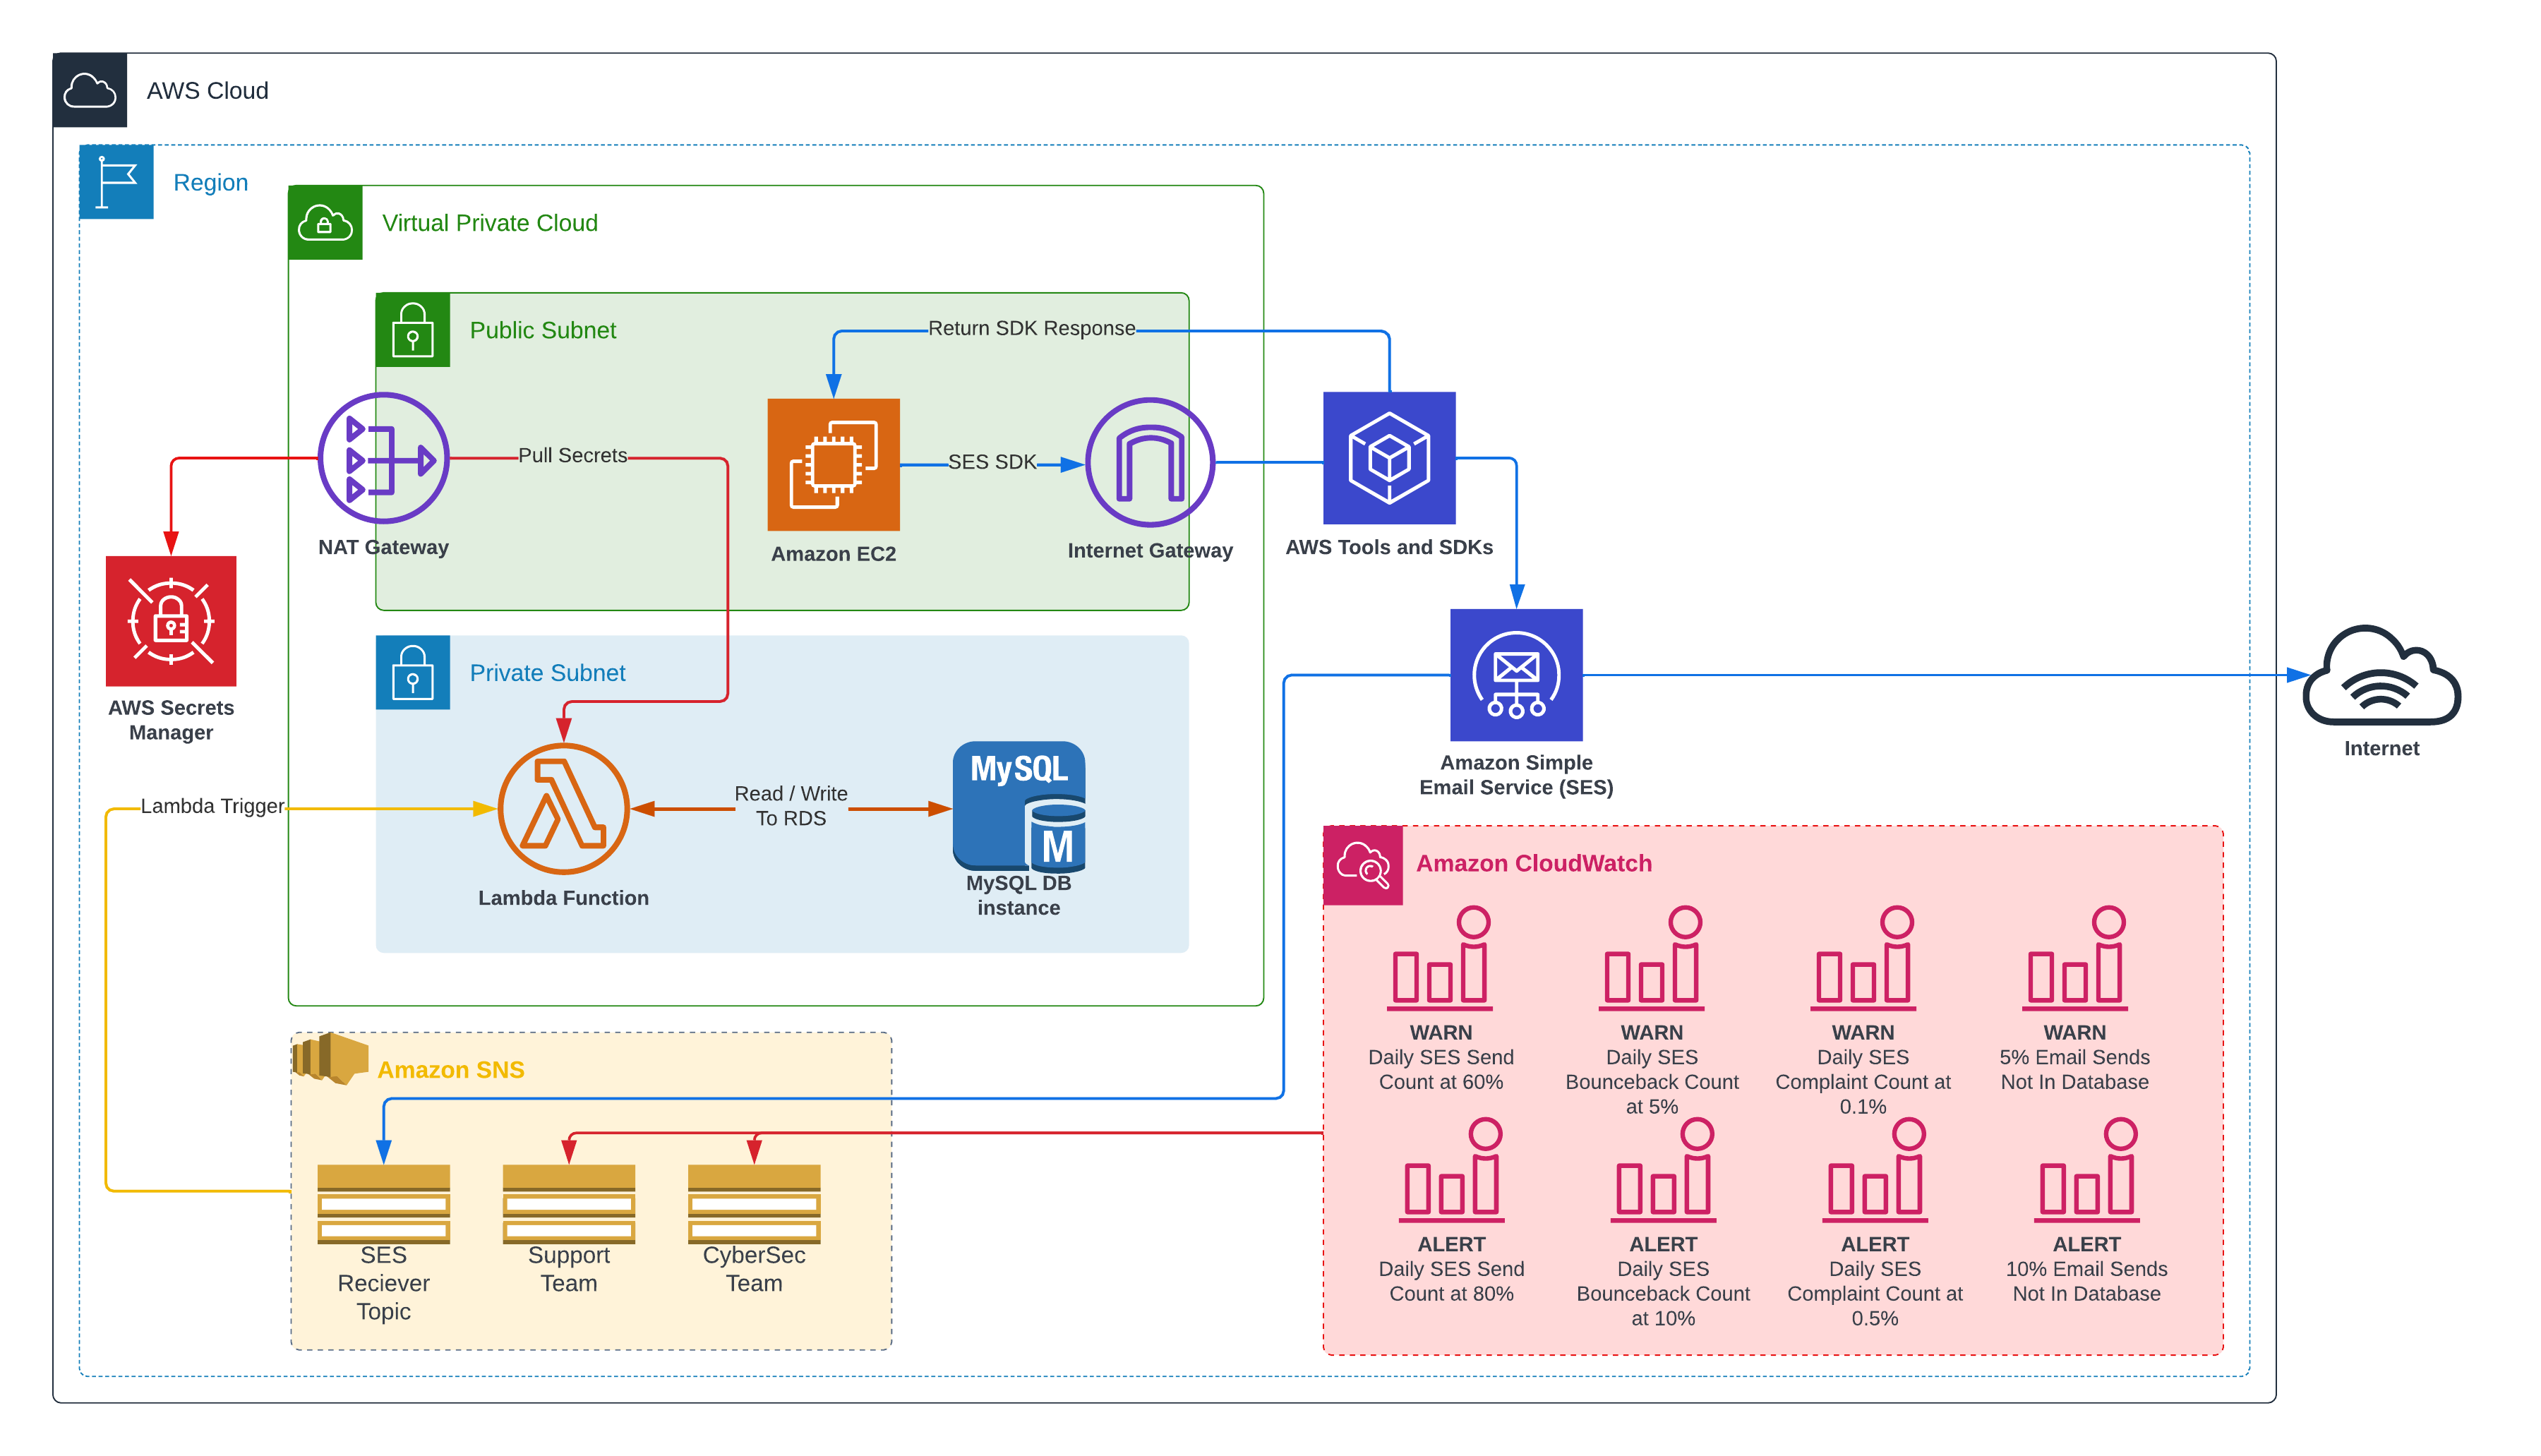 AWS Cloud
Region
Virtual Private Cloud
Public Subnet
Return SDK Response
Pull Secrets
SES SDK
NAT Gateway
Amazon EC2
Internet Gateway
AWS Tools and SDKs
AWS Secrets
Manager
Private Subnet
Lambda Trigger
Read / Write
To RDS
MySQL
M
Lambda Function
MySQL DB
instance
Amazon Simple
Email Service (SES)
Internet
Amazon CloudWatch
WARN
Daily SES Send
Count at 60%
WARN
Daily SES
Bounceback Count
at 5%
WARN
Daily SES
Complaint Count at
0.1%
WARN
5% Email Sends
Not In Database
ALERT
Daily SES Send
Count at 80%
ALERT
Daily SES
Bounceback Count
at 10%
ALERT
Daily SES
Complaint Count at
0.5%
ALERT
10% Email Sends
Not In Database
Amazon SNS
SES
Reciever
Topic
Support
Team
CyberSec
Team